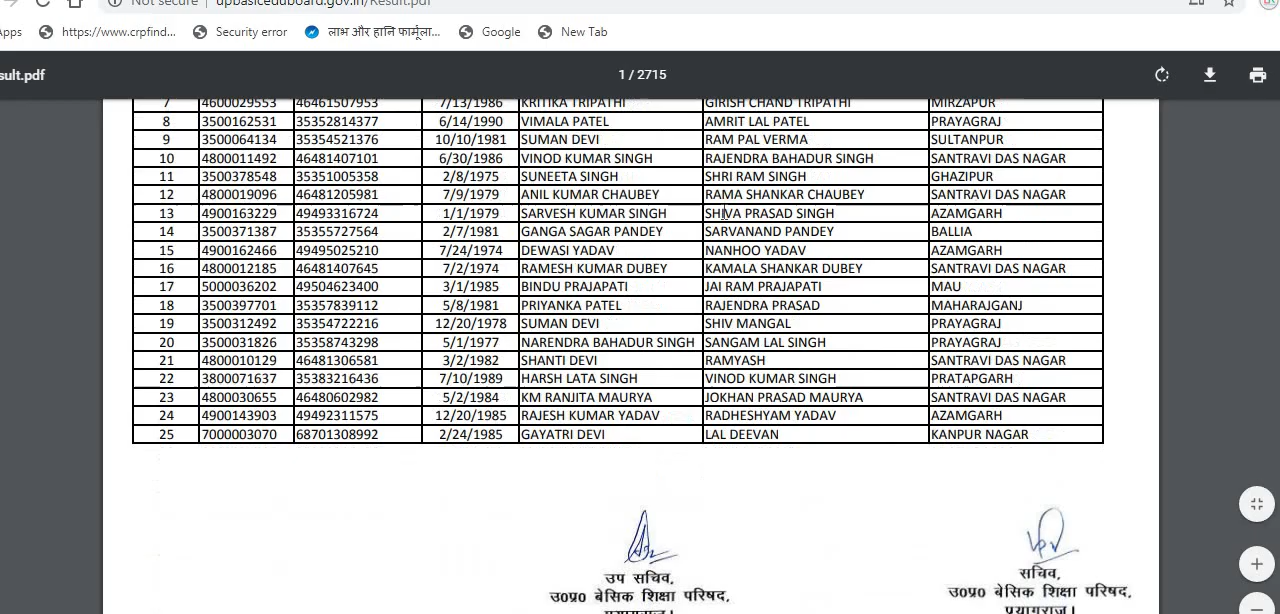 Not secure upbasiceduboard.gov.in/Result.pdf
Apps https://www.crpfind... Security error लाभ और हानि फार्मूला... Google New Tab
sult.pdf 1 / 2715
7 4600029553 46461507953 7/13/1986 KRITIKA TRIPATHI GIRISH CHAND TRIPATHI MIRZAPUR
8 3500162531 35352814377 6/14/1990 VIMALA PATEL AMRIT LAL PATEL PRAYAGRAJ
9 3500064134 35354521376 10/10/1981 SUMAN DEVI RAM PAL VERMA SULTANPUR
10 4800011492 46481407101 6/30/1986 VINOD KUMAR SINGH RAJENDRA BAHADUR SINGH SANTRAVI DAS NAGAR
11 3500378548 35351005358 2/8/1975 SUNEETA SINGH SHRI RAM SINGH GHAZIPUR
12 4800019096 46481205981 7/9/1979 ANIL KUMAR CHAUBEY RAMA SHANKAR CHAUBEY SANTRAVI DAS NAGAR
13 4900163229 49493316724 1/1/1979 SARVESH KUMAR SINGH SHIVA PRASAD SINGH AZAMGARH
14 3500371387 35355727564 2/7/1981 GANGA SAGAR PANDEY SARVANAND PANDEY BALLIA
15 4900162466 49495025210 7/24/1974 DEWASI YADAV NANHOO YADAV AZAMGARH
16 4800012185 46481407645 7/2/1974 RAMESH KUMAR DUBEY KAMALA SHANKAR DUBEY SANTRAVI DAS NAGAR
17 5000036202 49504623400 3/1/1985 BINDU PRAJAPATI JAI RAM PRAJAPATI MAU
18 3500397701 35357839112 5/8/1981 PRIYANKA PATEL RAJENDRA PRASAD MAHARAJGANJ
19 3500312492 35354722216 12/20/1978 SUMAN DEVI SHIV MANGAL PRAYAGRAJ
20 3500031826 35358743298 5/1/1977 NARENDRA BAHADUR SINGH SANGAM LAL SINGH PRAYAGRAJ
21 4800010129 46481306581 3/2/1982 SHANTI DEVI RAMYASH SANTRAVI DAS NAGAR
22 3800071637 35383216436 7/10/1989 HARSH LATA SINGH VINOD KUMAR SINGH PRATAPGARH
23 4800030655 46480602982 5/2/1984 KM RANJITA MAURYA JOKHAN PRASAD MAURYA SANTRAVI DAS NAGAR
24 4900143903 49492311575 12/20/1985 RAJESH KUMAR YADAV RADHESHYAM YADAV AZAMGARH
25 7000003070 68701308992 2/24/1985 GAYATRI DEVI LAL DEEVAN KANPUR NAGAR
उप सचिव,
उ०प्र० बेसिक शिक्षा परिषद,
प्रयागराज।
सचिव,
उ०प्र० बेसिक शिक्षा परिषद,
प्रयागराज।